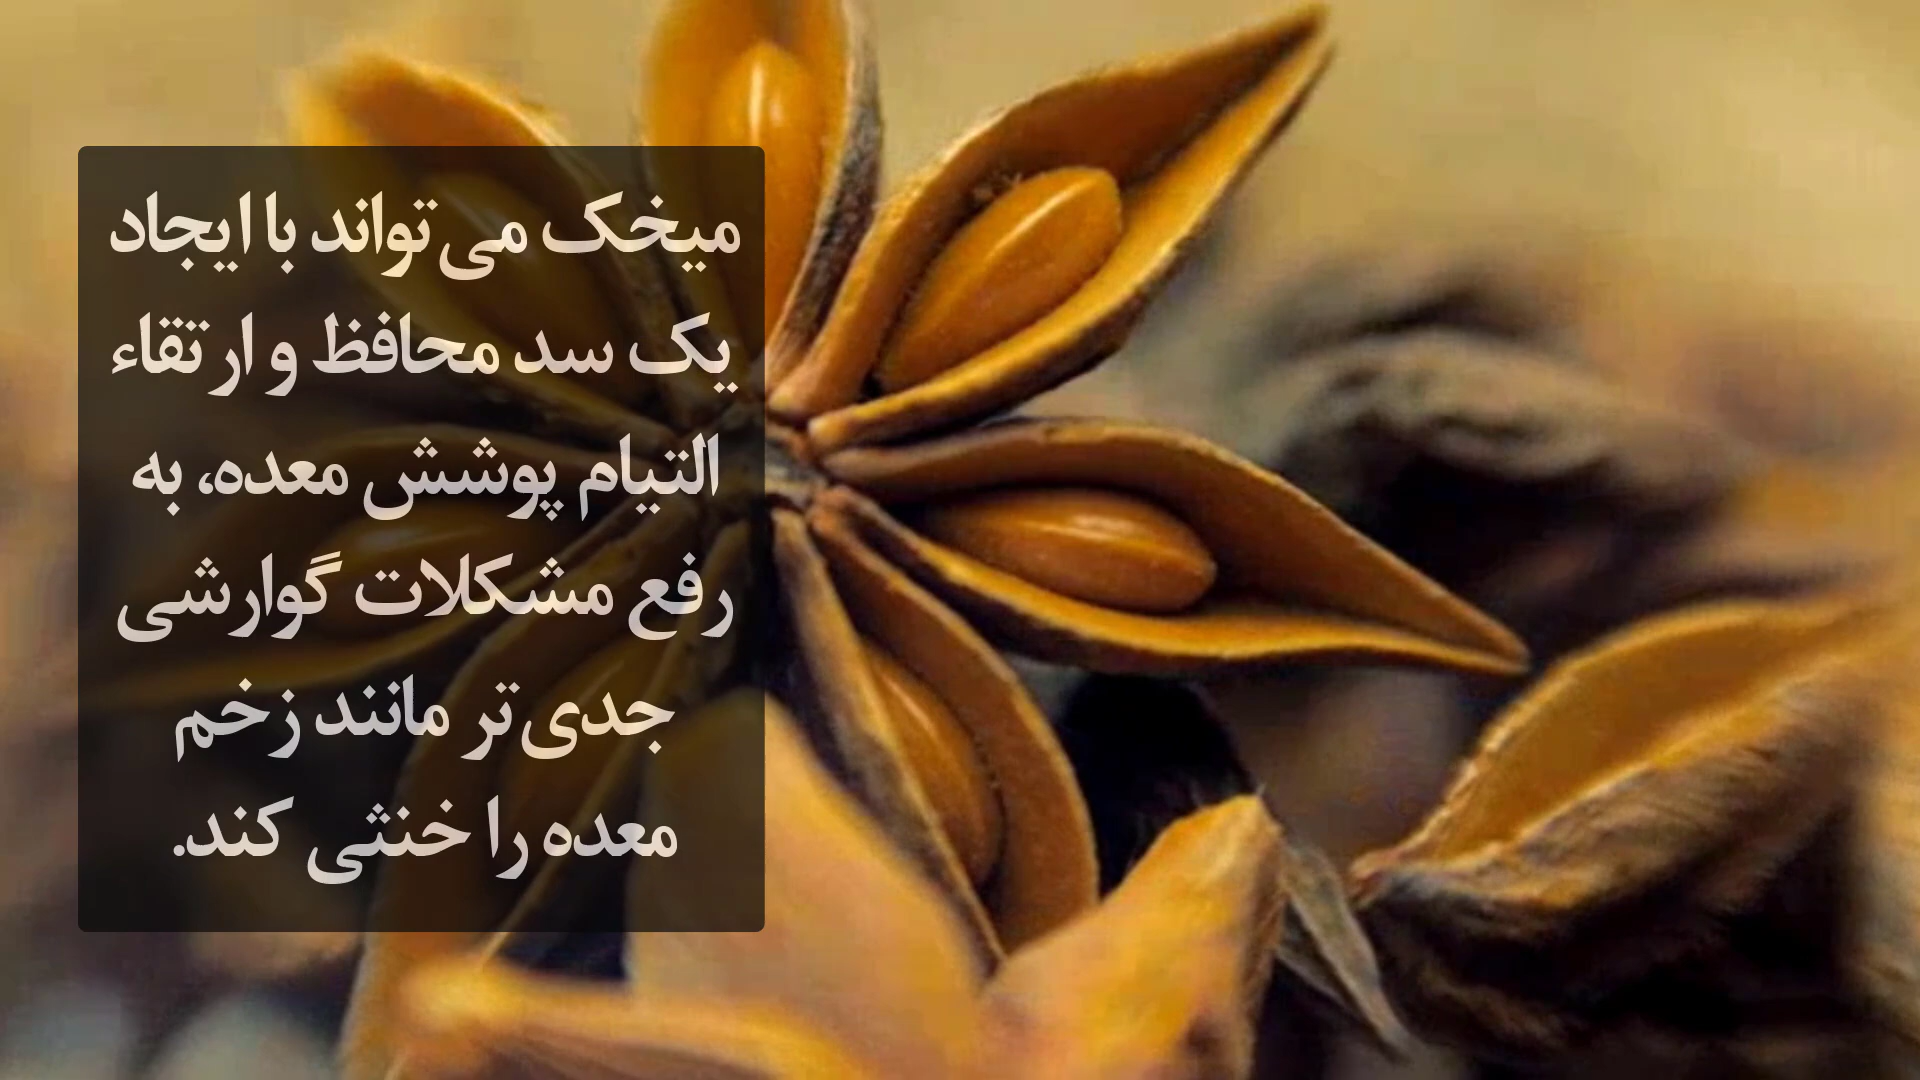 میخک می‌تواند با ایجاد
یک سد محافظ و ارتقاء
التیام پوشش معده، به
رفع مشکلات گوارشی
جدی‌تر مانند زخم
معده را خنثی کند.